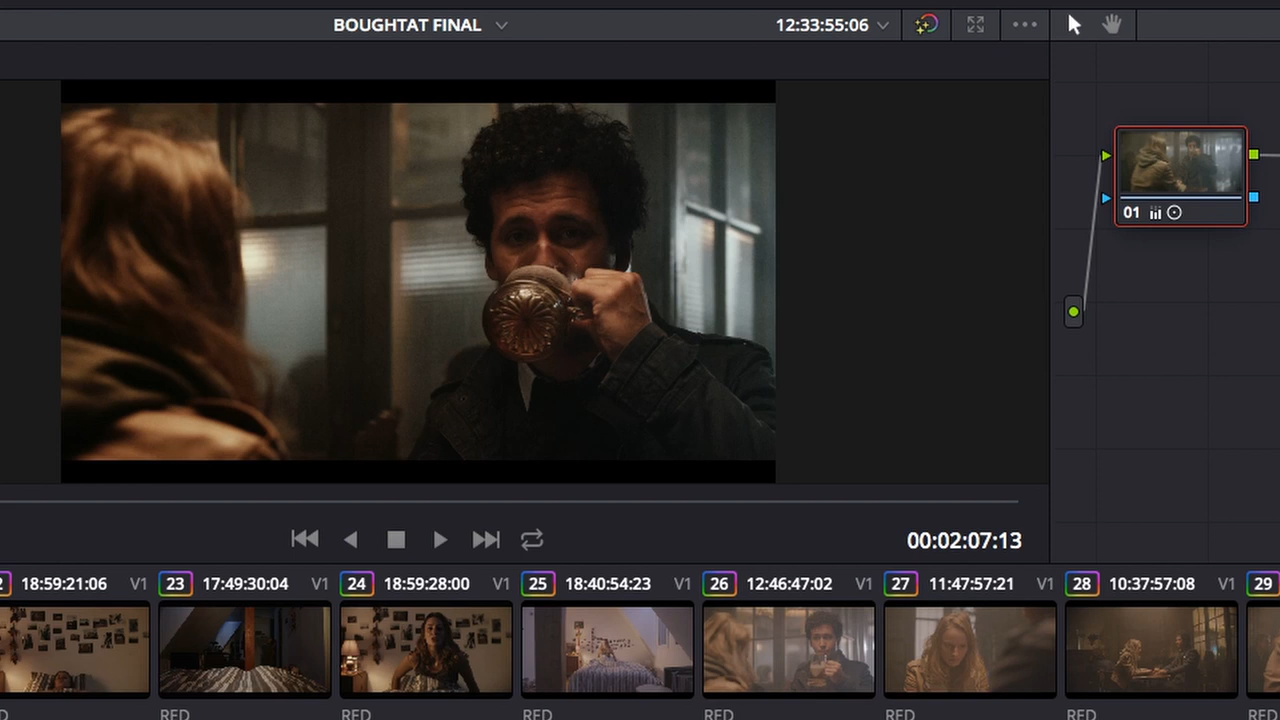 BOUGHTAT FINAL
12:33:55:06
01
00:02:07:13
18:59:21:06 V1
23 17:49:30:04 V1
24 18:59:28:00 V1
25 18:40:54:23 V1
26 12:46:47:02 V1
27 11:47:57:21 V1
28 10:37:57:08 V1
29
RED RED RED RED RED RED RED